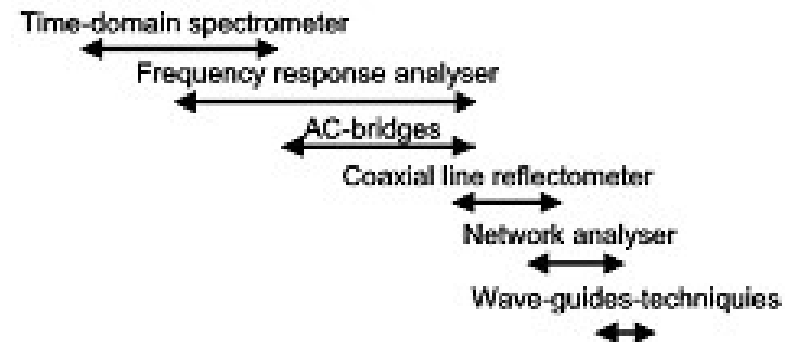 Time-domain spectrometer
Frequency response analyser
AC-bridges
Coaxial line reflectometer
Network analyser
Wave-guides-techniquies